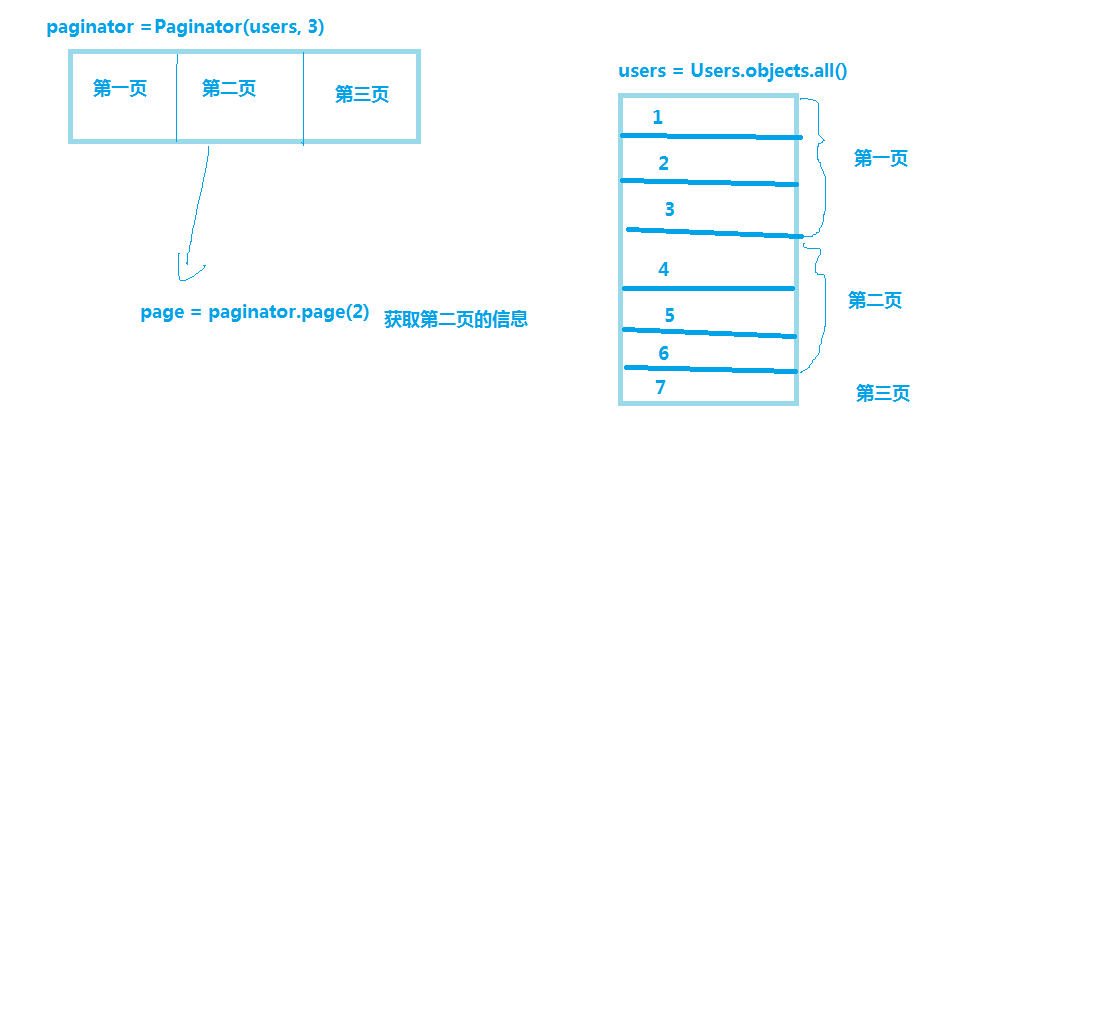 paginator =Paginator(users, 3)
第一页
第二页
第三页
page = paginator.page(2)
获取第二页的信息
users = Users.objects.all()
1
2
3
4
5
6
7
第一页
第二页
第三页